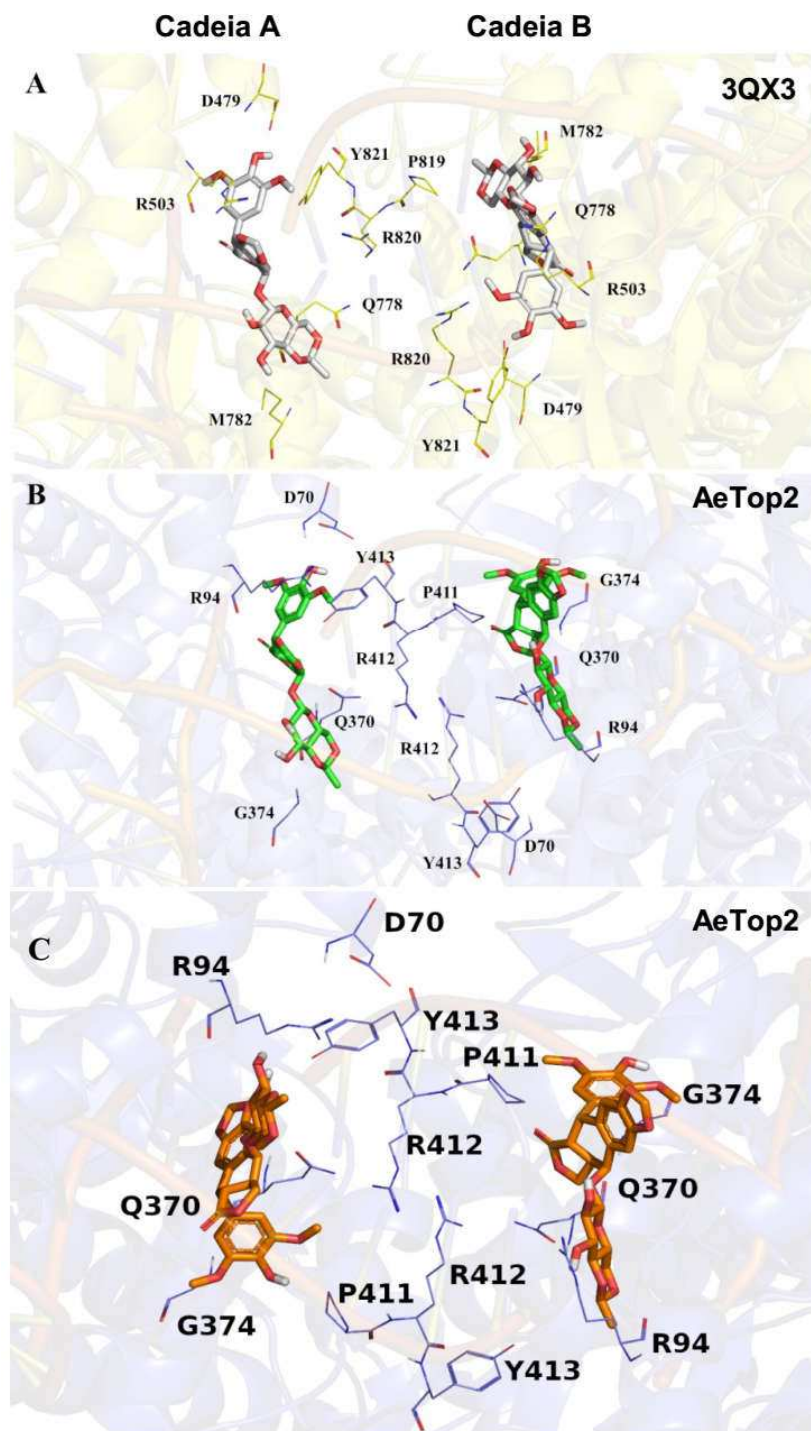 Cadeia A Cadeia B
A 3QX3
D479
M782
Y821 P819
R503 Q778
R820
R503
Q778
R820
D479
M782
Y821
B AeTop2
D70
Y413
G374
R94 P411
R412 Q370
Q370 R94
R412
G374
Y413 D70
C AeTop2
D70
R94
Y413
P411
G374
R412
Q370 Q370
R412
P411
G374
R94
Y413